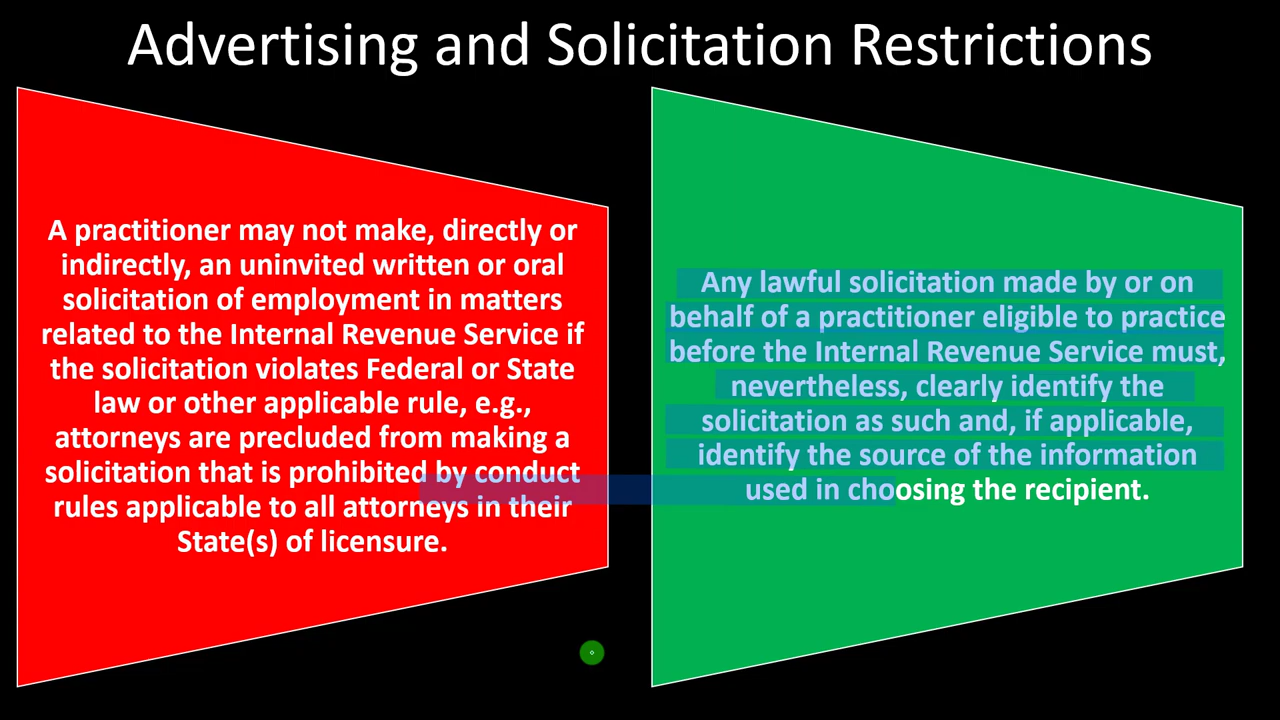 Advertising and Solicitation Restrictions
A practitioner may not make, directly or
indirectly, an uninvited written or oral
solicitation of employment in matters
related to the Internal Revenue Service if
the solicitation violates Federal or State
law or other applicable rule, e.g.,
attorneys are precluded from making a
solicitation that is prohibited by conduct
rules applicable to all attorneys in their
State(s) of licensure.
Any lawful solicitation made by or on
behalf of a practitioner eligible to practice
before the Internal Revenue Service must,
nevertheless, clearly identify the
solicitation as such and, if applicable,
identify the source of the information
used in choosing the recipient.